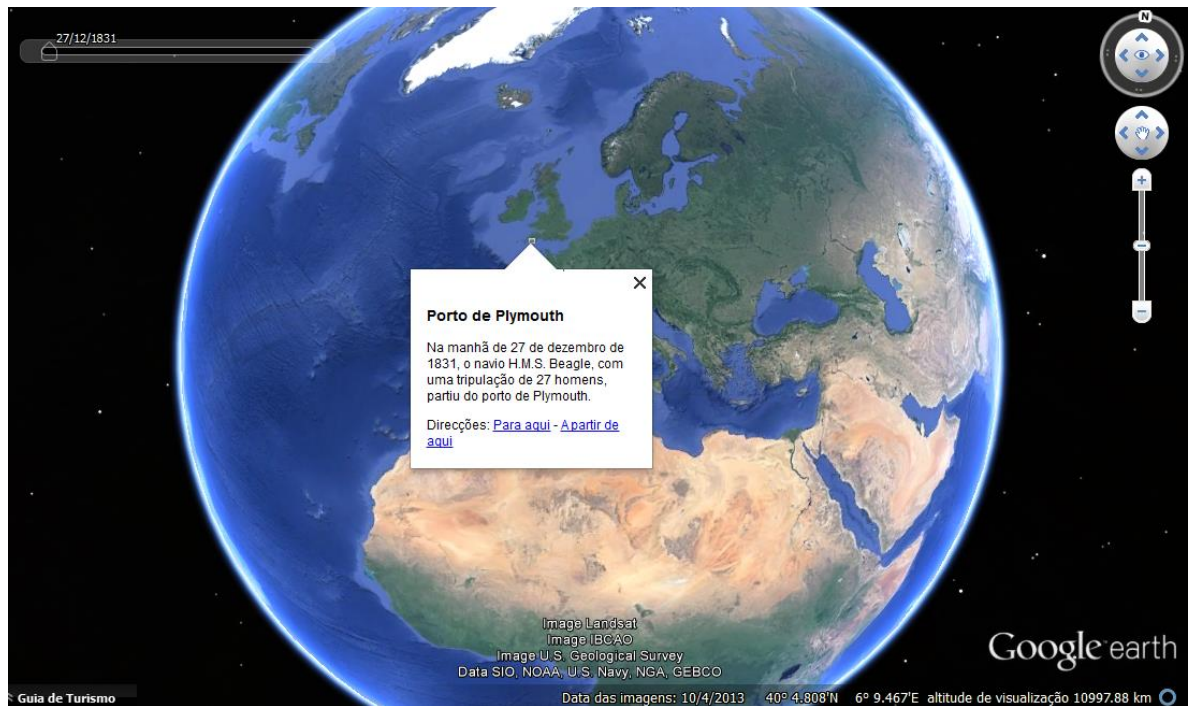 27/12/1831
N
Porto de Plymouth
Na manhã de 27 de dezembro de
1831, o navio H.M.S. Beagle, com
uma tripulação de 27 homens,
partiu do porto de Plymouth.
Direcções: Para aqui - A partir de
aqui
Image Landsat
Image IBCAO
Image U.S. Geological Survey
Data SIO, NOAA, U.S. Navy, NGA, GEBCO
Google earth
Guia de Turismo
Data das imagens: 10/4/2013 40° 4.808'N 6° 9.467'E altitude de visualização 10997.88 km